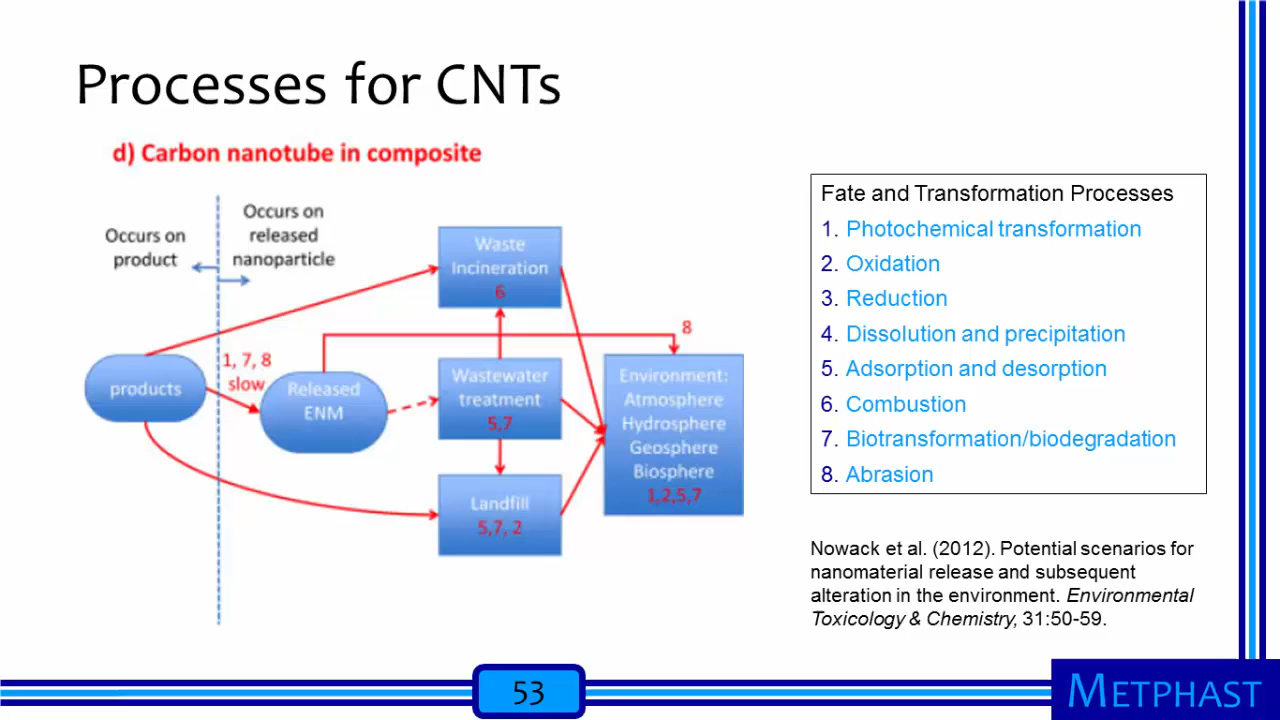 Processes for CNTs
d) Carbon nanotube in composite
Occurs on
product
Occurs on
released
nanoparticle
Waste
Incineration
6
8
products
1, 7, 8
slow
Released
ENM
Wastewater
treatment
5,7
Environment:
Atmosphere
Hydrosphere
Geosphere
Biosphere
1,2,5,7
Landfill
5,7, 2
Fate and Transformation Processes
1. Photochemical transformation
2. Oxidation
3. Reduction
4. Dissolution and precipitation
5. Adsorption and desorption
6. Combustion
7. Biotransformation/biodegradation
8. Abrasion
Nowack et al. (2012). Potential scenarios for
nanomaterial release and subsequent
alteration in the environment. Environmental
Toxicology & Chemistry, 31:50-59.
53
METPHAST